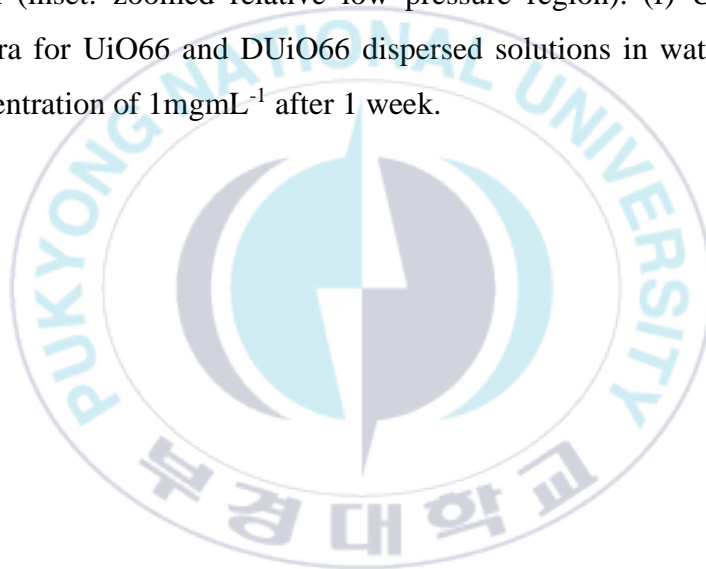 (inset: zoomed relative low pressure region). (f)
ra for UiO66 and DUiO66 dispersed solutions in wat
entration of 1mgmL⁻¹ after 1 week.
PUKYONG NATIONAL UNIVERSITY
부경대학교